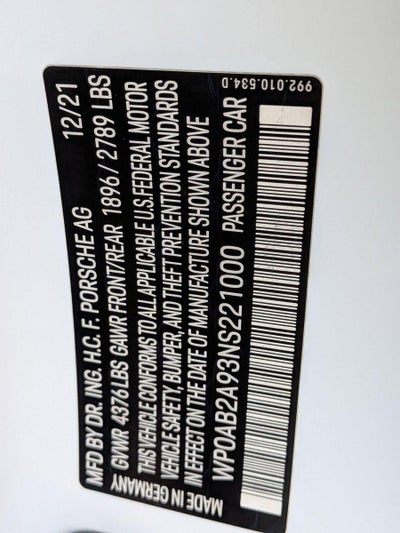 MFD BY DR. ING. H.C. F. PORSCHE AG 12/21
GVWR 4376 LBS GAWR FRONT/REAR 1896 / 2789 LBS
THIS VEHICLE CONFORMS TO ALL APPLICABLE U.S. FEDERAL MOTOR
VEHICLE SAFETY, BUMPER, AND THEFT PREVENTION STANDARDS
IN EFFECT ON THE DATE OF MANUFACTURE SHOWN ABOVE
WP0AB2A93NS221000 PASSENGER CAR
MADE IN GERMANY
992.010.534.D